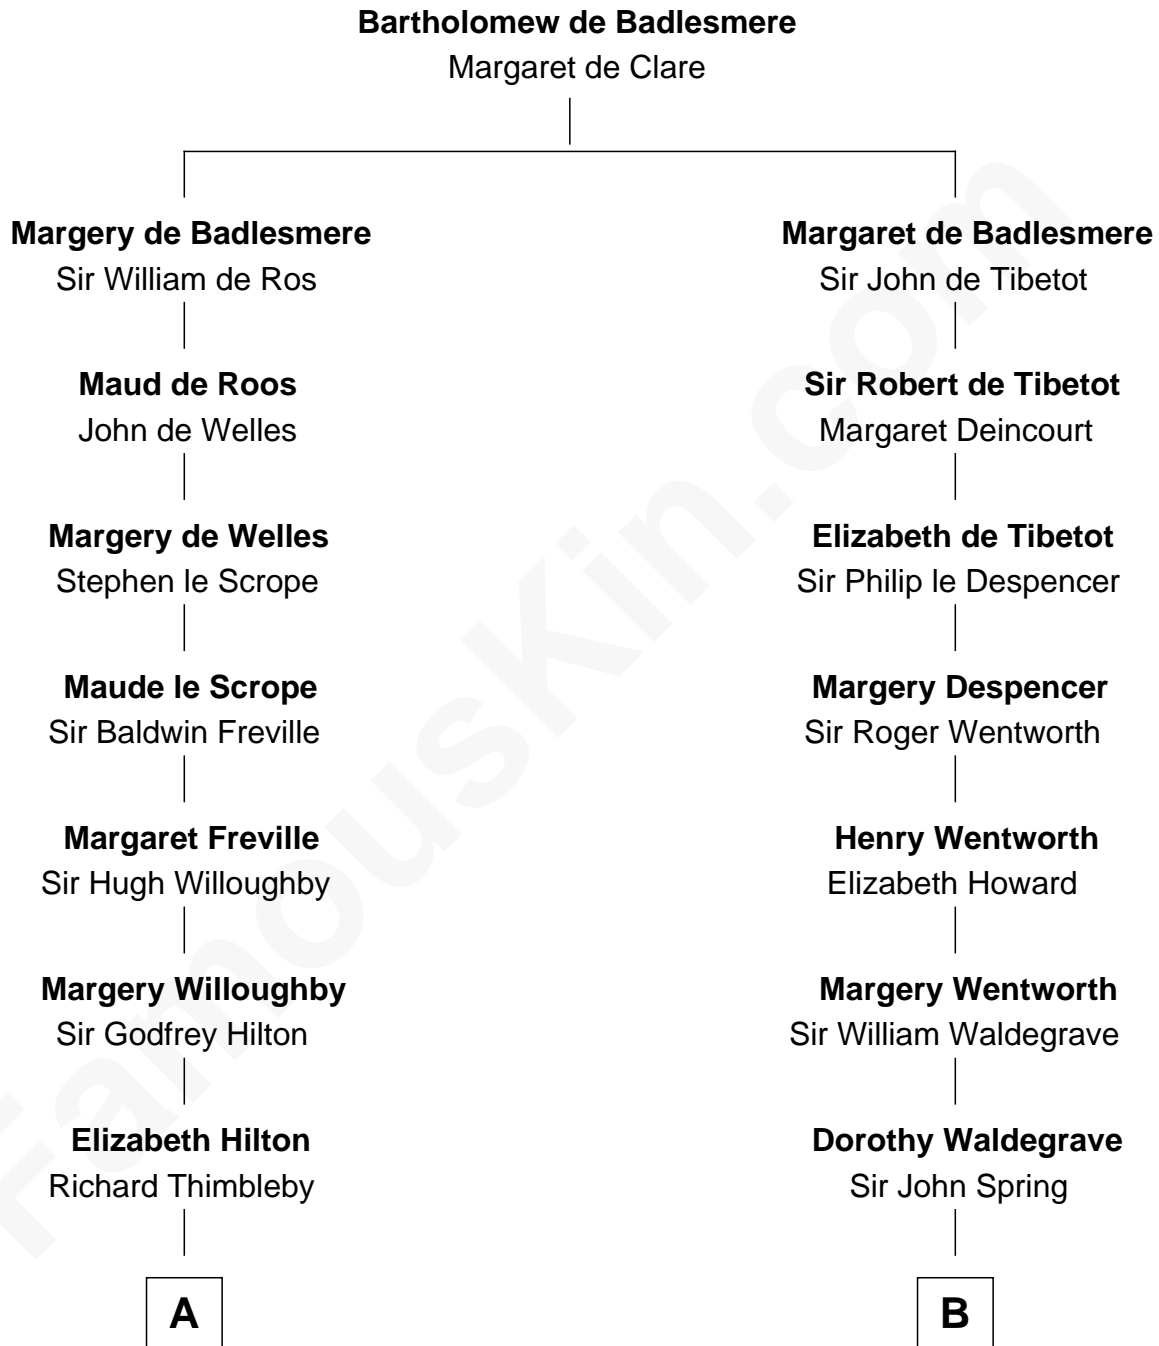 Bartholomew de Badlesmere
Margaret de Clare
Margery de Badlesmere
Sir William de Ros
Maud de Roos
John de Welles
Margery de Welles
Stephen le Scrope
Maude le Scrope
Sir Baldwin Freville
Margaret Freville
Sir Hugh Willoughby
Margery Willoughby
Sir Godfrey Hilton
Elizabeth Hilton
Richard Thimbleby
A
Margaret de Badlesmere
Sir John de Tibetot
Sir Robert de Tibetot
Margaret Deincourt
Elizabeth de Tibetot
Sir Philip le Despencer
Margery Despencer
Sir Roger Wentworth
Henry Wentworth
Elizabeth Howard
Margery Wentworth
Sir William Waldegrave
Dorothy Waldegrave
Sir John Spring
B
FamousKin.com